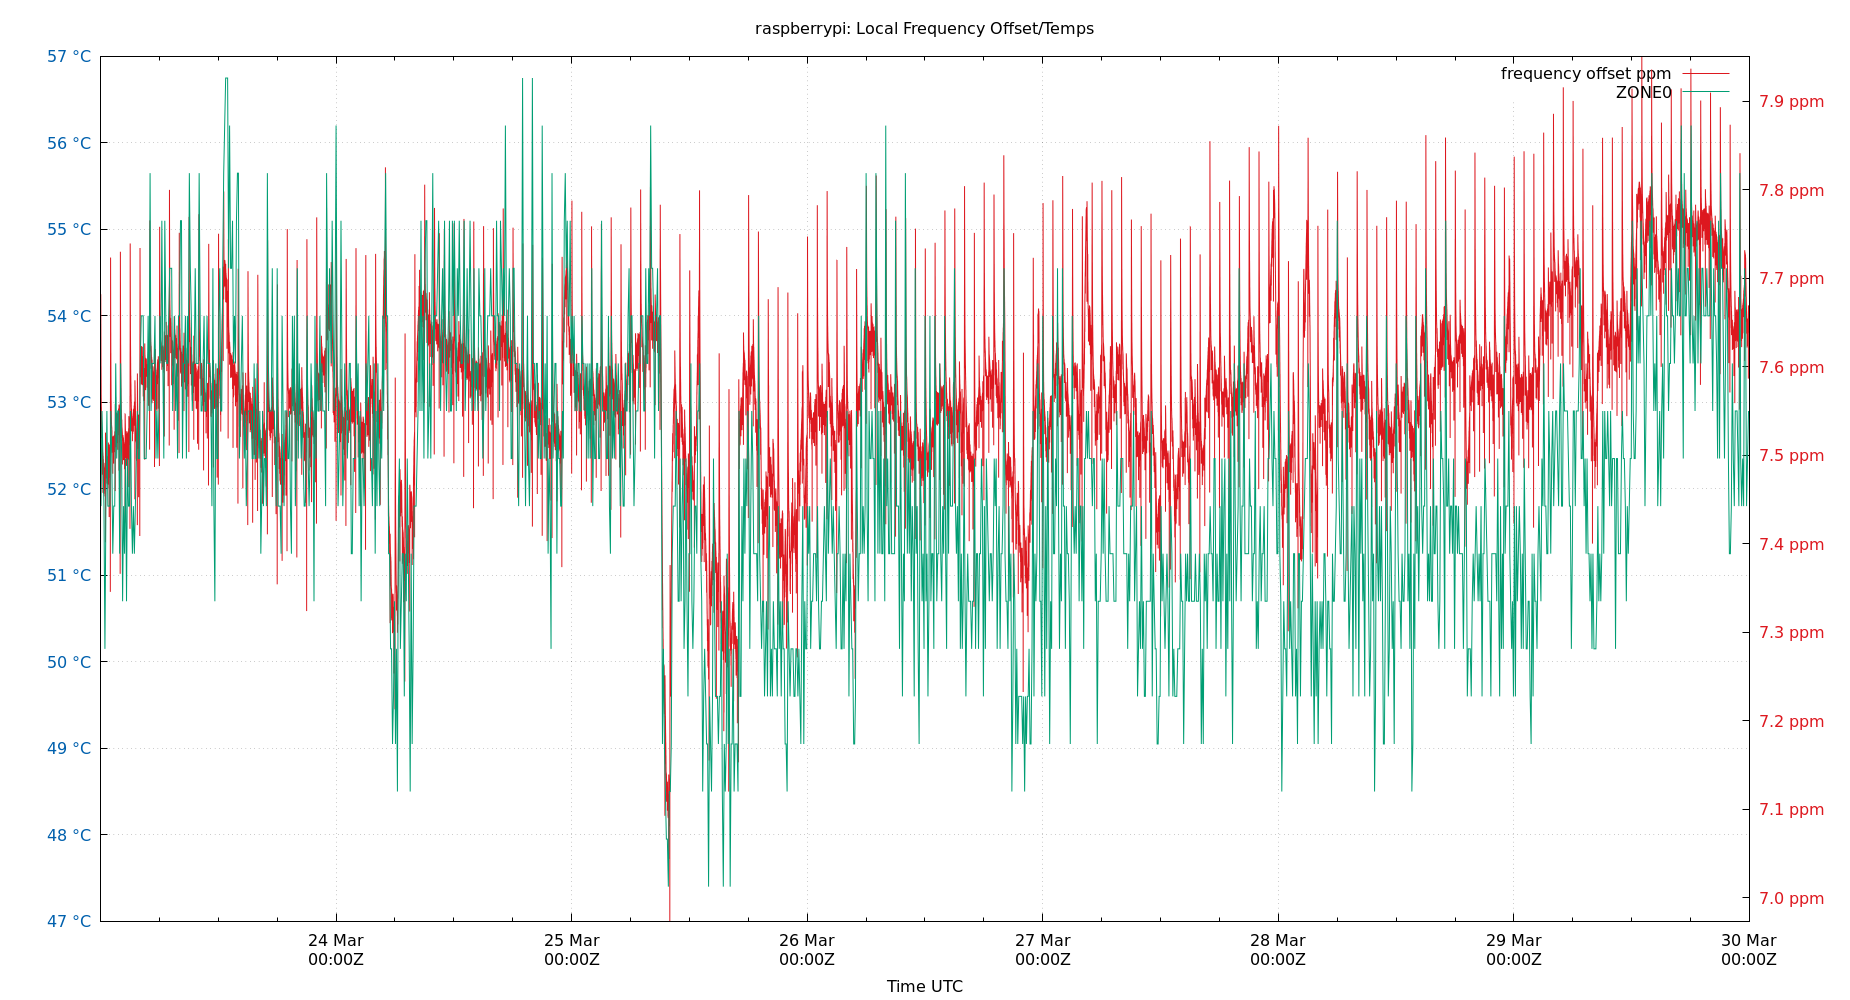 raspberrypi: Local Frequency Offset/Temps
57 °C
56 °C
55 °C
54 °C
53 °C
52 °C
51 °C
50 °C
49 °C
48 °C
47 °C
frequency offset ppm
ZONE0
7.9 ppm
7.8 ppm
7.7 ppm
7.6 ppm
7.5 ppm
7.4 ppm
7.3 ppm
7.2 ppm
7.1 ppm
7.0 ppm
24 Mar
00:00Z
25 Mar
00:00Z
26 Mar
00:00Z
27 Mar
00:00Z
28 Mar
00:00Z
29 Mar
00:00Z
30 Mar
00:00Z
Time UTC